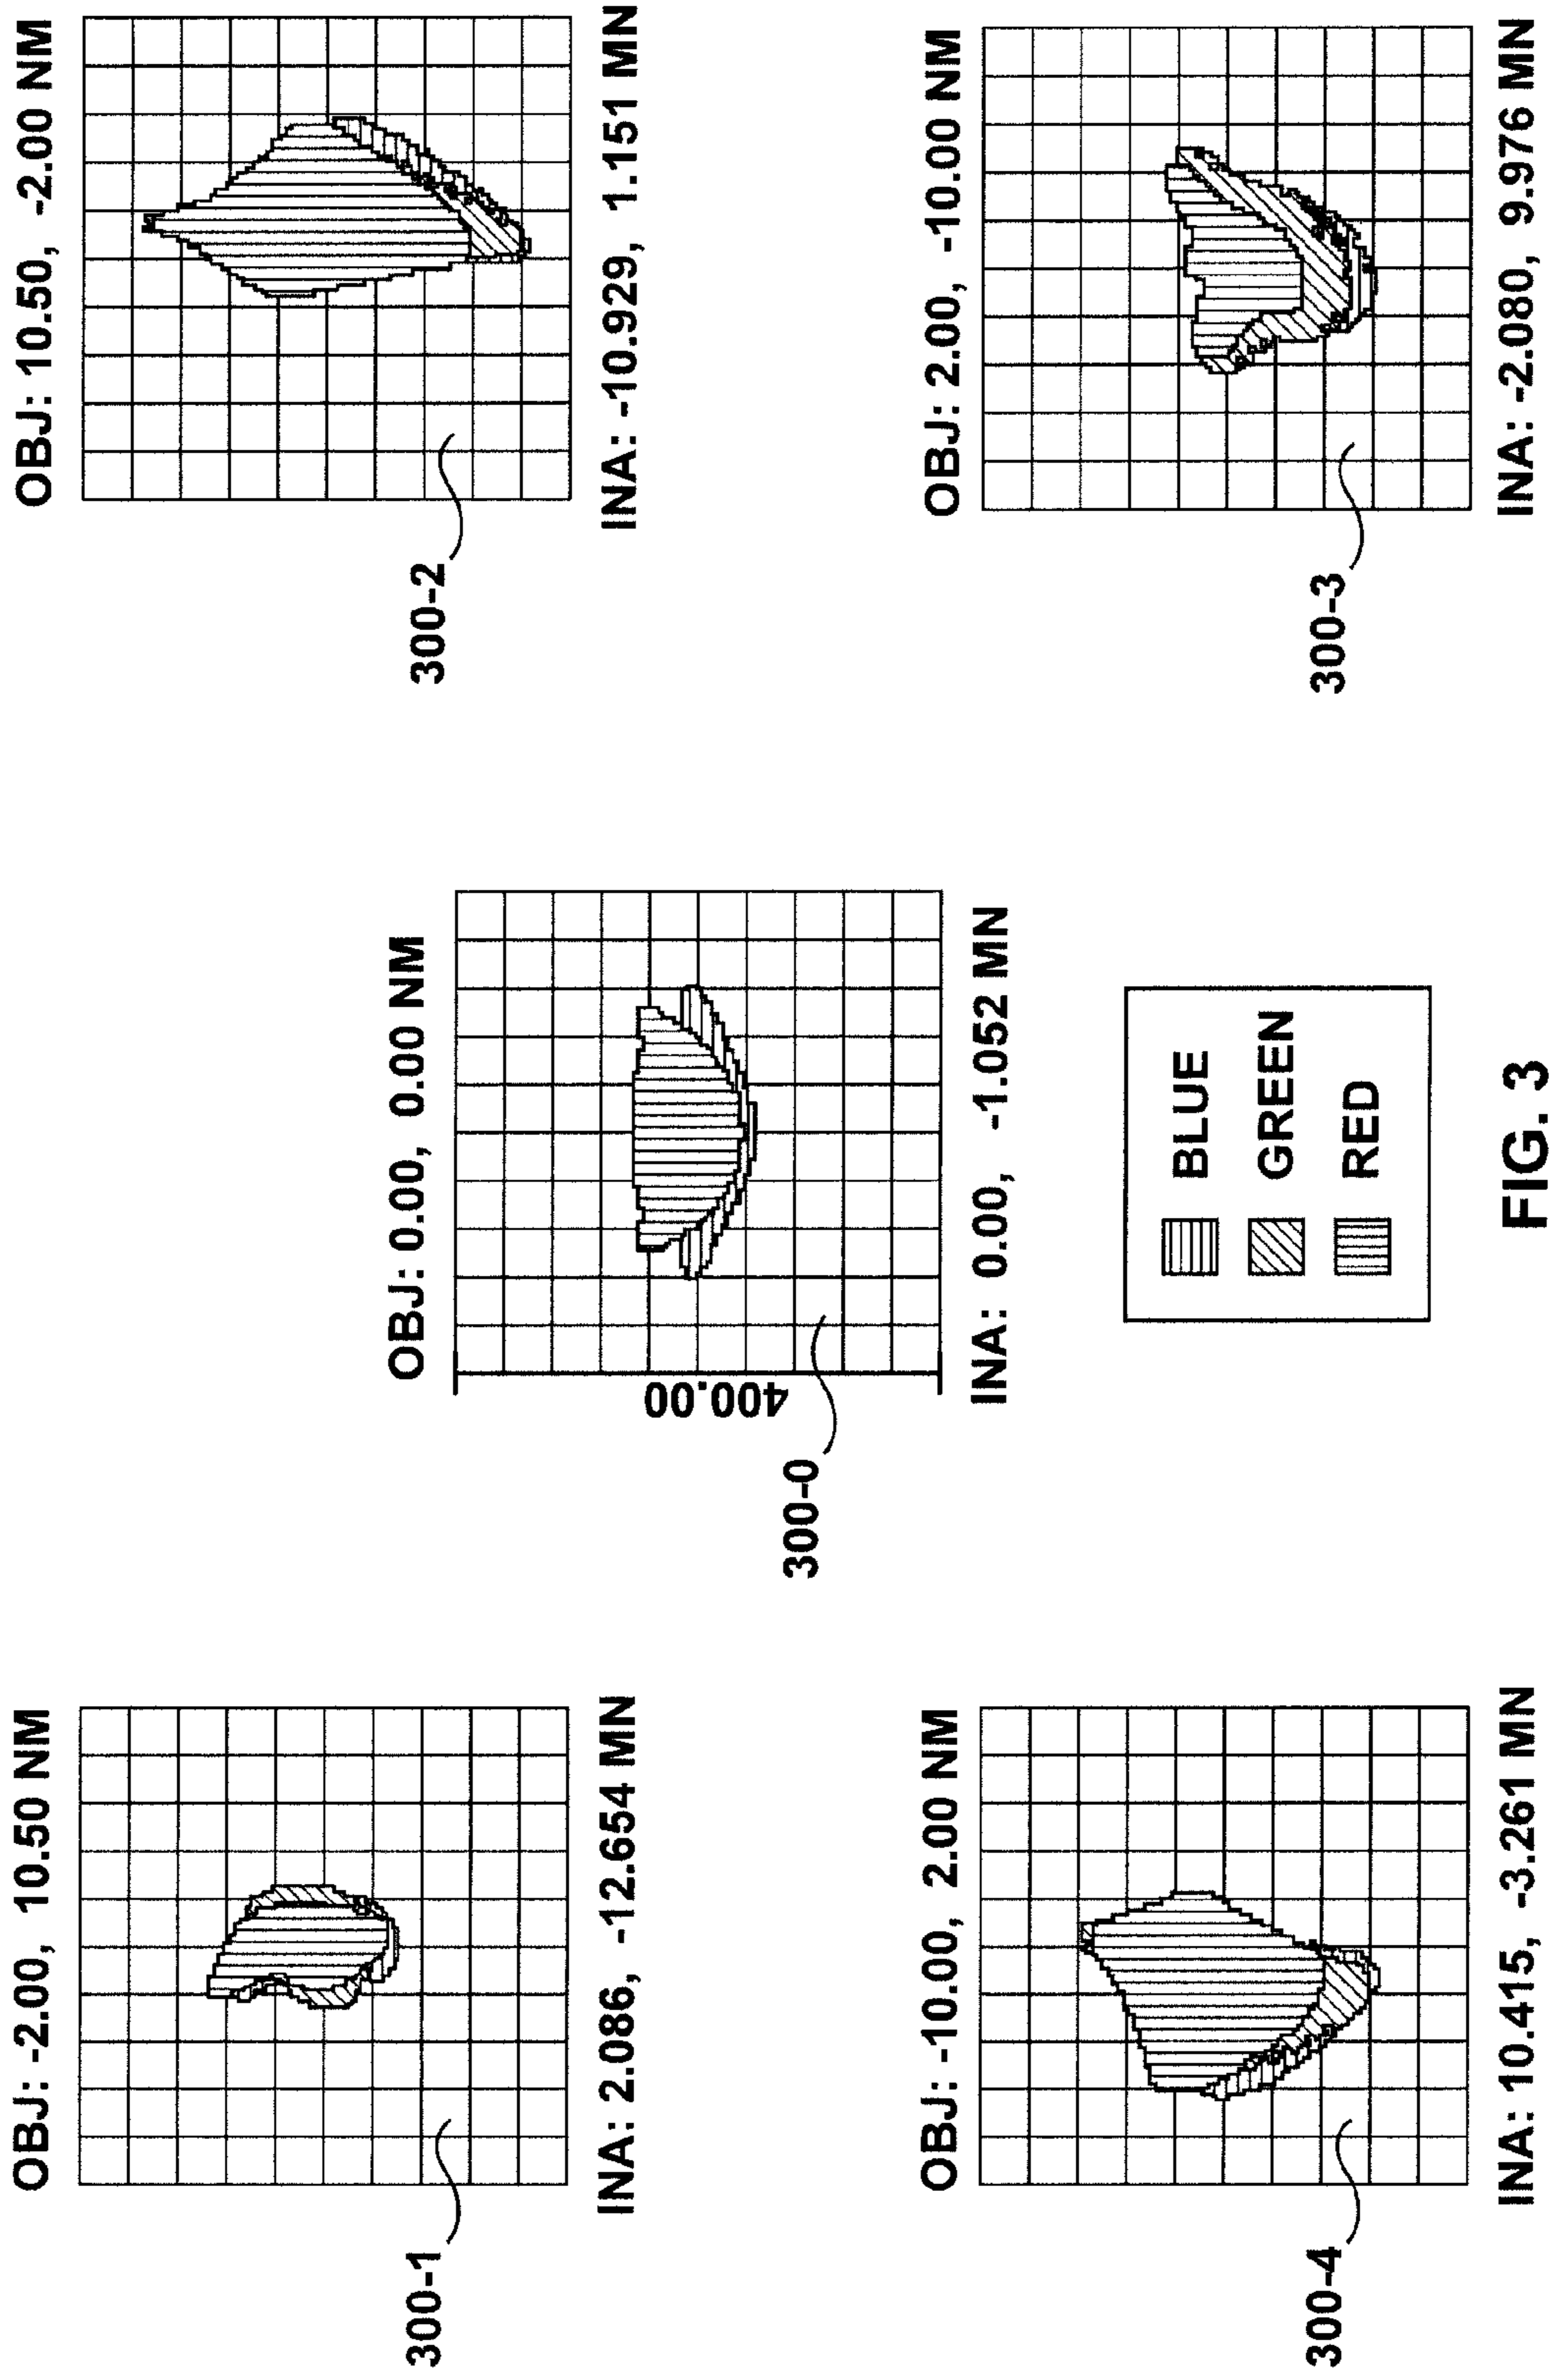 OBJ: -2.00, 10.50 NM
300-1
INA: 2.086, -12.654 MN
OBJ: 10.50, -2.00 NM
300-2
INA: -10.929, 1.151 MN
OBJ: 0.00, 0.00 NM
400.00
300-0
INA: 0.00, -1.052 MN
OBJ: -10.00, 2.00 NM
300-4
INA: 10.415, -3.261 MN
OBJ: 2.00, -10.00 NM
300-3
INA: -2.080, 9.976 MN
BLUE
GREEN
RED
FIG. 3